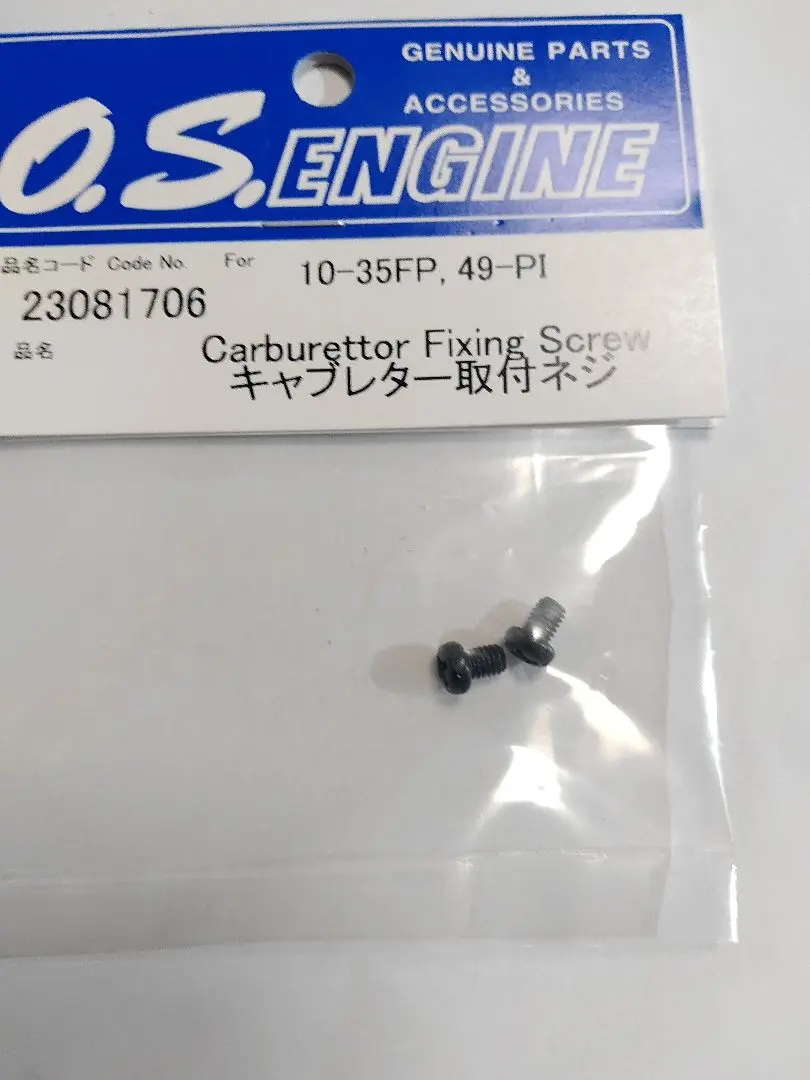 GENUINE PARTS
&
ACCESSORIES
O.S. ENGINE
品名コード Code No. For 10-35FP, 49-PI
23081706
品名 Carburettor Fixing Screw
キャブレター取付ネジ